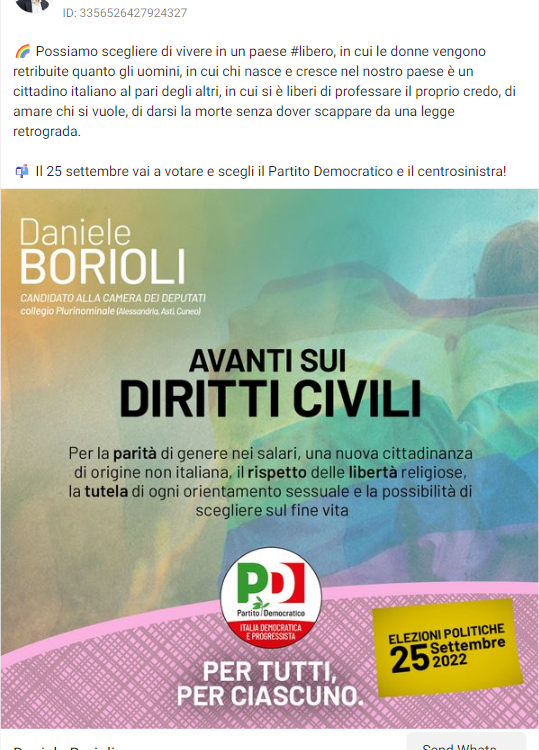 ID: 3356526427924327
🌈 Possiamo scegliere di vivere in un paese #libero, in cui le donne vengono
retribuite quanto gli uomini, in cui chi nasce e cresce nel nostro paese è un
cittadino italiano al pari degli altri, in cui si è liberi di professare il proprio credo, di
amare chi si vuole, di darsi la morte senza dover scappare da una legge
retrograda.
📬 Il 25 settembre vai a votare e scegli il Partito Democratico e il centrosinistra!
Daniele
BORIOLI
CANDIDATO ALLA CAMERA DEI DEPUTATI
collegio Plurinominale (Alessandria, Asti, Cuneo)
AVANTI SUI
DIRITTI CIVILI
Per la parità di genere nei salari, una nuova cittadinanza
di origine non italiana, il rispetto delle libertà religiose,
la tutela di ogni orientamento sessuale e la possibilità di
scegliere sul fine vita
PD
Partito Democratico
ITALIA DEMOCRATICA
E PROGRESSISTA
PER TUTTI,
PER CIASCUNO.
ELEZIONI POLITICHE
25 Settembre
2022
Daniele Borioli
Send Whats...